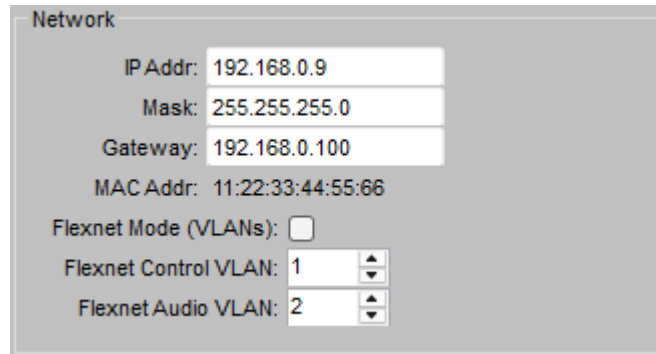 Network
IP Addr: 192.168.0.9
Mask: 255.255.255.0
Gateway: 192.168.0.100
MAC Addr: 11:22:33:44:55:66
Flexnet Mode (VLANs):
Flexnet Control VLAN: 1
Flexnet Audio VLAN: 2